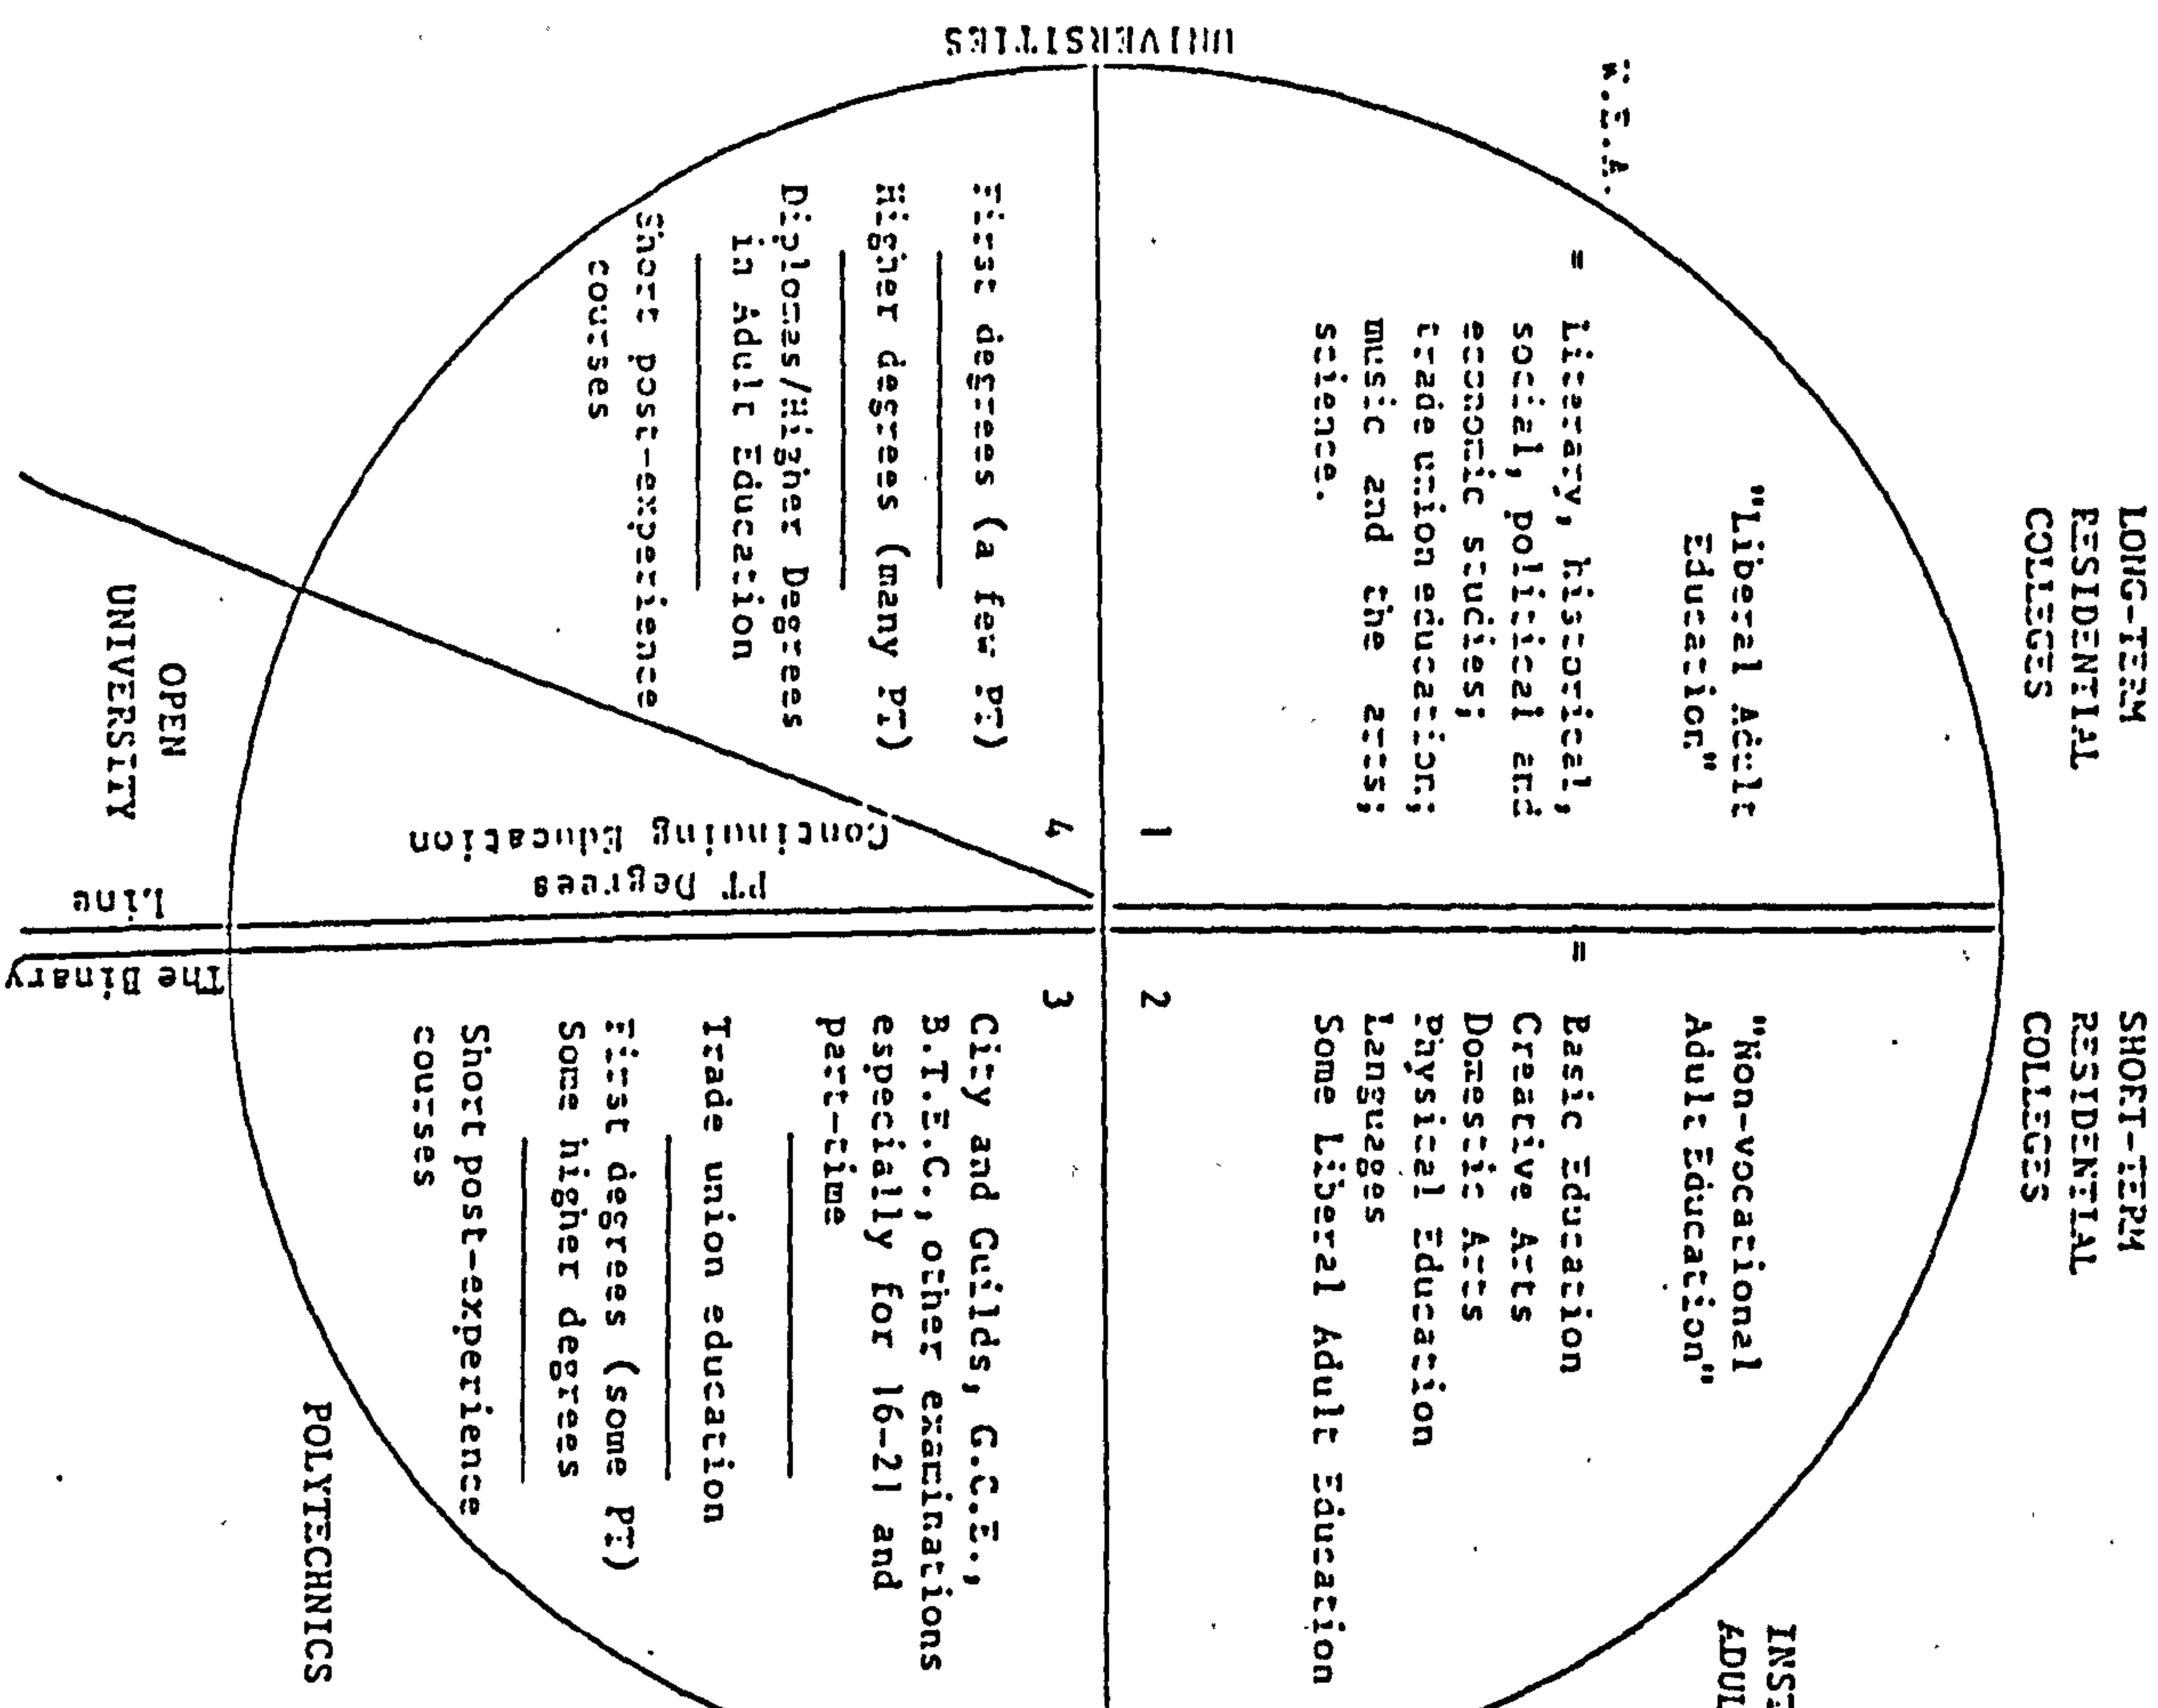 LONG-TERM
RESIDENTIAL
COLLEGES
SHORT-TERM
RESIDENTIAL
COLLEGES
W.E.A.
"Liberal Adult
Education"
= Literary, historical,
social, political and
economic studies;
trade union education;
music and the arts;
science.
1
"Non-vocational
Adult Education"
= Basic Education
Creative Arts
Domestic Arts
Physical Education
Languages
Some Liberal Adult Education
2
UNIVERSITIES
4
First degrees (a few PT)
Higher degrees (many PT)
Diplomas/Higher Degrees
in Adult Education
Short post-experience
courses
3
City and Guilds, G.C.E.,
B.T.E.C., other examinations
especially for 16-21 and
part-time
Trade union education
First degrees (some PT)
Some higher degrees
Short post-experience
courses
PT Degrees
Continuing Education
OPEN
UNIVERSITY
The Binary
Line
POLYTECHNICS